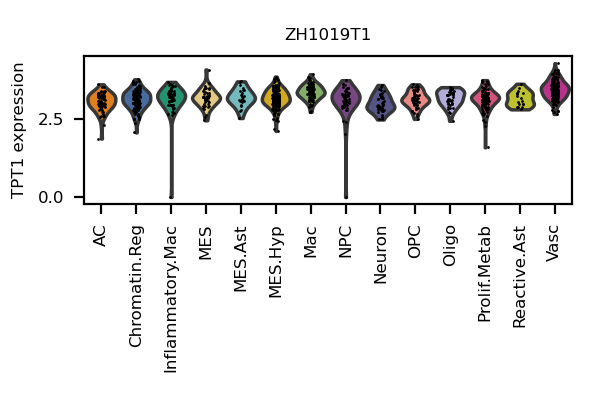 ZH1019T1
TPT1 expression
2.5
0.0
AC
Chromatin.Reg
Inflammatory.Mac
MES
MES.Ast
MES.Hyp
Mac
NPC
Neuron
OPC
Oligo
Prolif.Metab
Reactive.Ast
Vasc